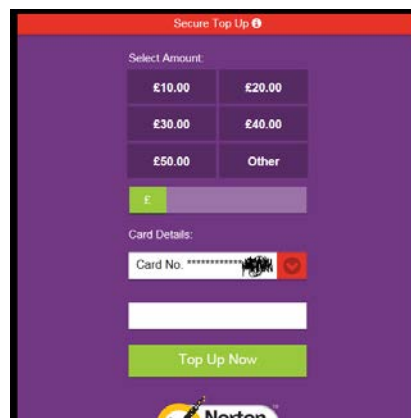 Secure Top Up
Select Amount:
£10.00 £20.00
£30.00 £40.00
£50.00 Other
£
Card Details:
Card No. ************
Top Up Now
Norton